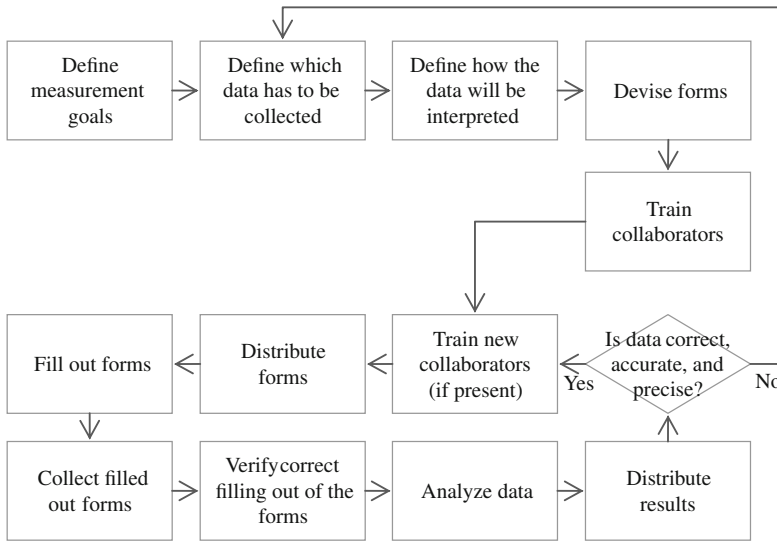 Define
measurement
goals
Define which
data has to be
collected
Define how the
data will be
interpreted
Devise forms
Train
collaborators
Fill out forms
Distribute
forms
Train new
collaborators
(if present)
Is data correct,
accurate, and
precise?
Yes
No
Collect filled
out forms
Verify correct
filling out of the
forms
Analyze data
Distribute
results